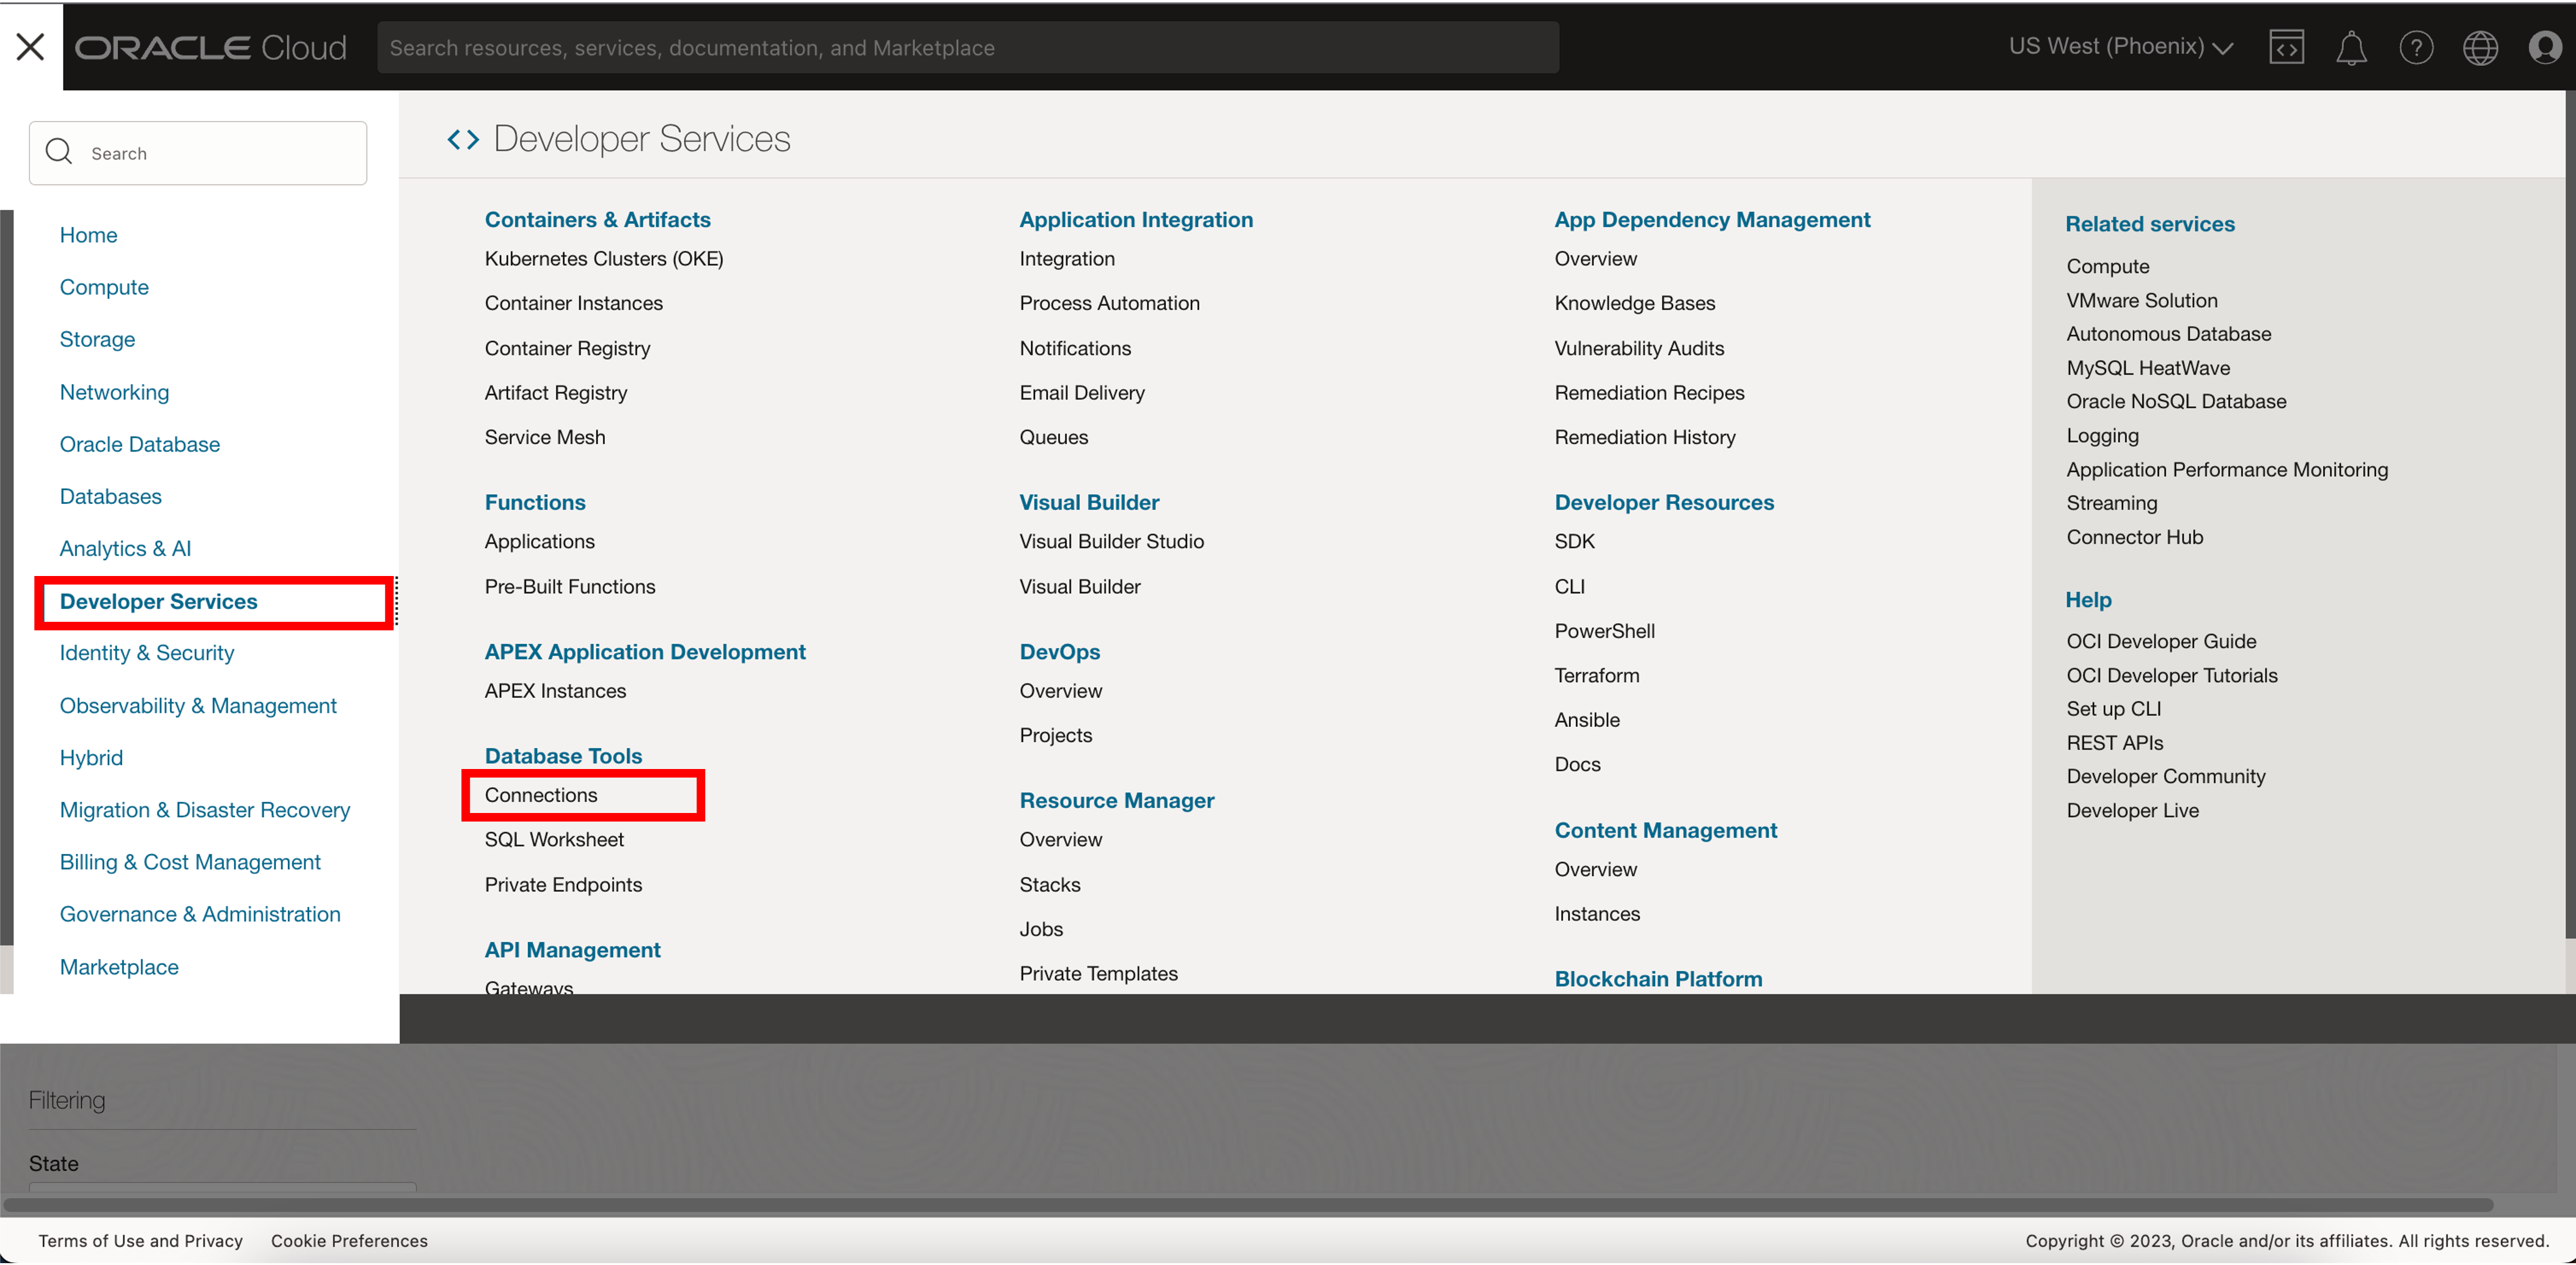 ORACLE Cloud
Search resources, services, documentation, and Marketplace
US West (Phoenix)
Search
Home
Compute
Storage
Networking
Oracle Database
Databases
Analytics & AI
Developer Services
Identity & Security
Observability & Management
Hybrid
Migration & Disaster Recovery
Billing & Cost Management
Governance & Administration
Marketplace
Developer Services
Containers & Artifacts
Kubernetes Clusters (OKE)
Container Instances
Container Registry
Artifact Registry
Service Mesh
Functions
Applications
Pre-Built Functions
APEX Application Development
APEX Instances
Database Tools
Connections
SQL Worksheet
Private Endpoints
API Management
Gateways
Application Integration
Integration
Process Automation
Notifications
Email Delivery
Queues
Visual Builder
Visual Builder Studio
Visual Builder
DevOps
Overview
Projects
Resource Manager
Overview
Stacks
Jobs
Private Templates
App Dependency Management
Overview
Knowledge Bases
Vulnerability Audits
Remediation Recipes
Remediation History
Developer Resources
SDK
CLI
PowerShell
Terraform
Ansible
Docs
Content Management
Overview
Instances
Blockchain Platform
Related services
Compute
VMware Solution
Autonomous Database
MySQL HeatWave
Oracle NoSQL Database
Logging
Application Performance Monitoring
Streaming
Connector Hub
Help
OCI Developer Guide
OCI Developer Tutorials
Set up CLI
REST APIs
Developer Community
Developer Live
Filtering
State
Terms of Use and Privacy
Cookie Preferences
Copyright © 2023, Oracle and/or its affiliates. All rights reserved.